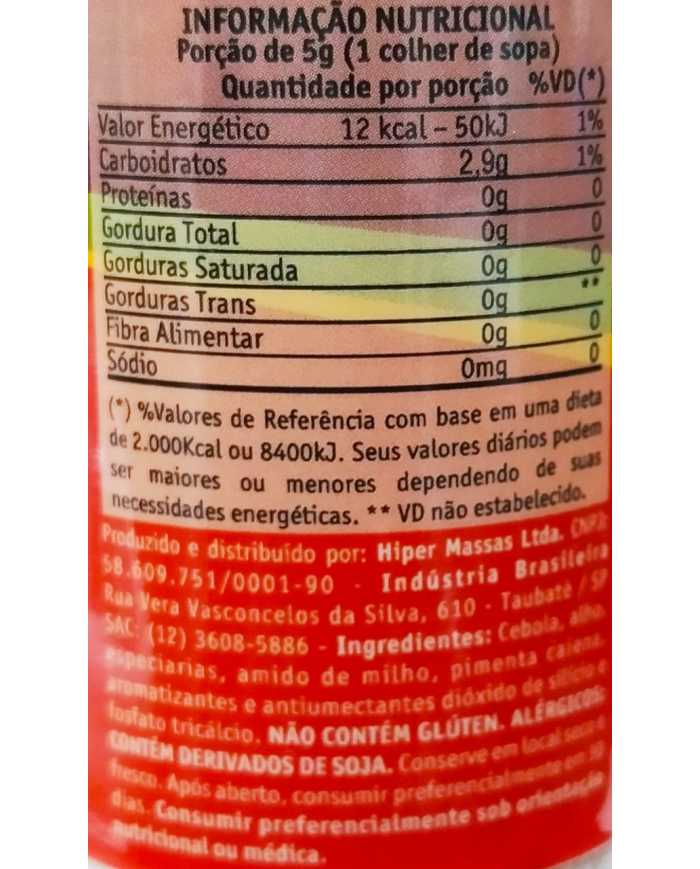 INFORMAÇÃO NUTRICIONAL
Porção de 5g (1 colher de sopa)
Quantidade por porção %VD(*)
Valor Energético 12 kcal – 50kJ 1%
Carboidratos 2,9g 1%
Proteínas 0g 0
Gordura Total 0g 0
Gorduras Saturada 0g 0
Gorduras Trans 0g **
Fibra Alimentar 0g 0
Sódio 0mg 0
(*) %Valores de Referência com base em uma dieta
de 2.000Kcal ou 8400kJ. Seus valores diários podem
ser maiores ou menores dependendo de suas
necessidades energéticas. ** VD não estabelecido.
Produzido e distribuído por: Hiper Massas Ltda. CNPJ:
58.609.751/0001-90 - Indústria Brasileira
Rua Vera Vasconcelos da Silva, 610 - Taubaté / SP
SAC: (12) 3608-5886 - Ingredientes: Cebola, alho,
especiarias, amido de milho, pimenta caiena,
aromatizantes e antiumectantes dióxido de silício e
fosfato tricálcio. NÃO CONTÉM GLÚTEN. ALÉRGICOS:
CONTÉM DERIVADOS DE SOJA. Conserve em local seco e
fresco. Após aberto, consumir preferencialmente em 30
dias. Consumir preferencialmente sob orientação
nutricional ou médica.